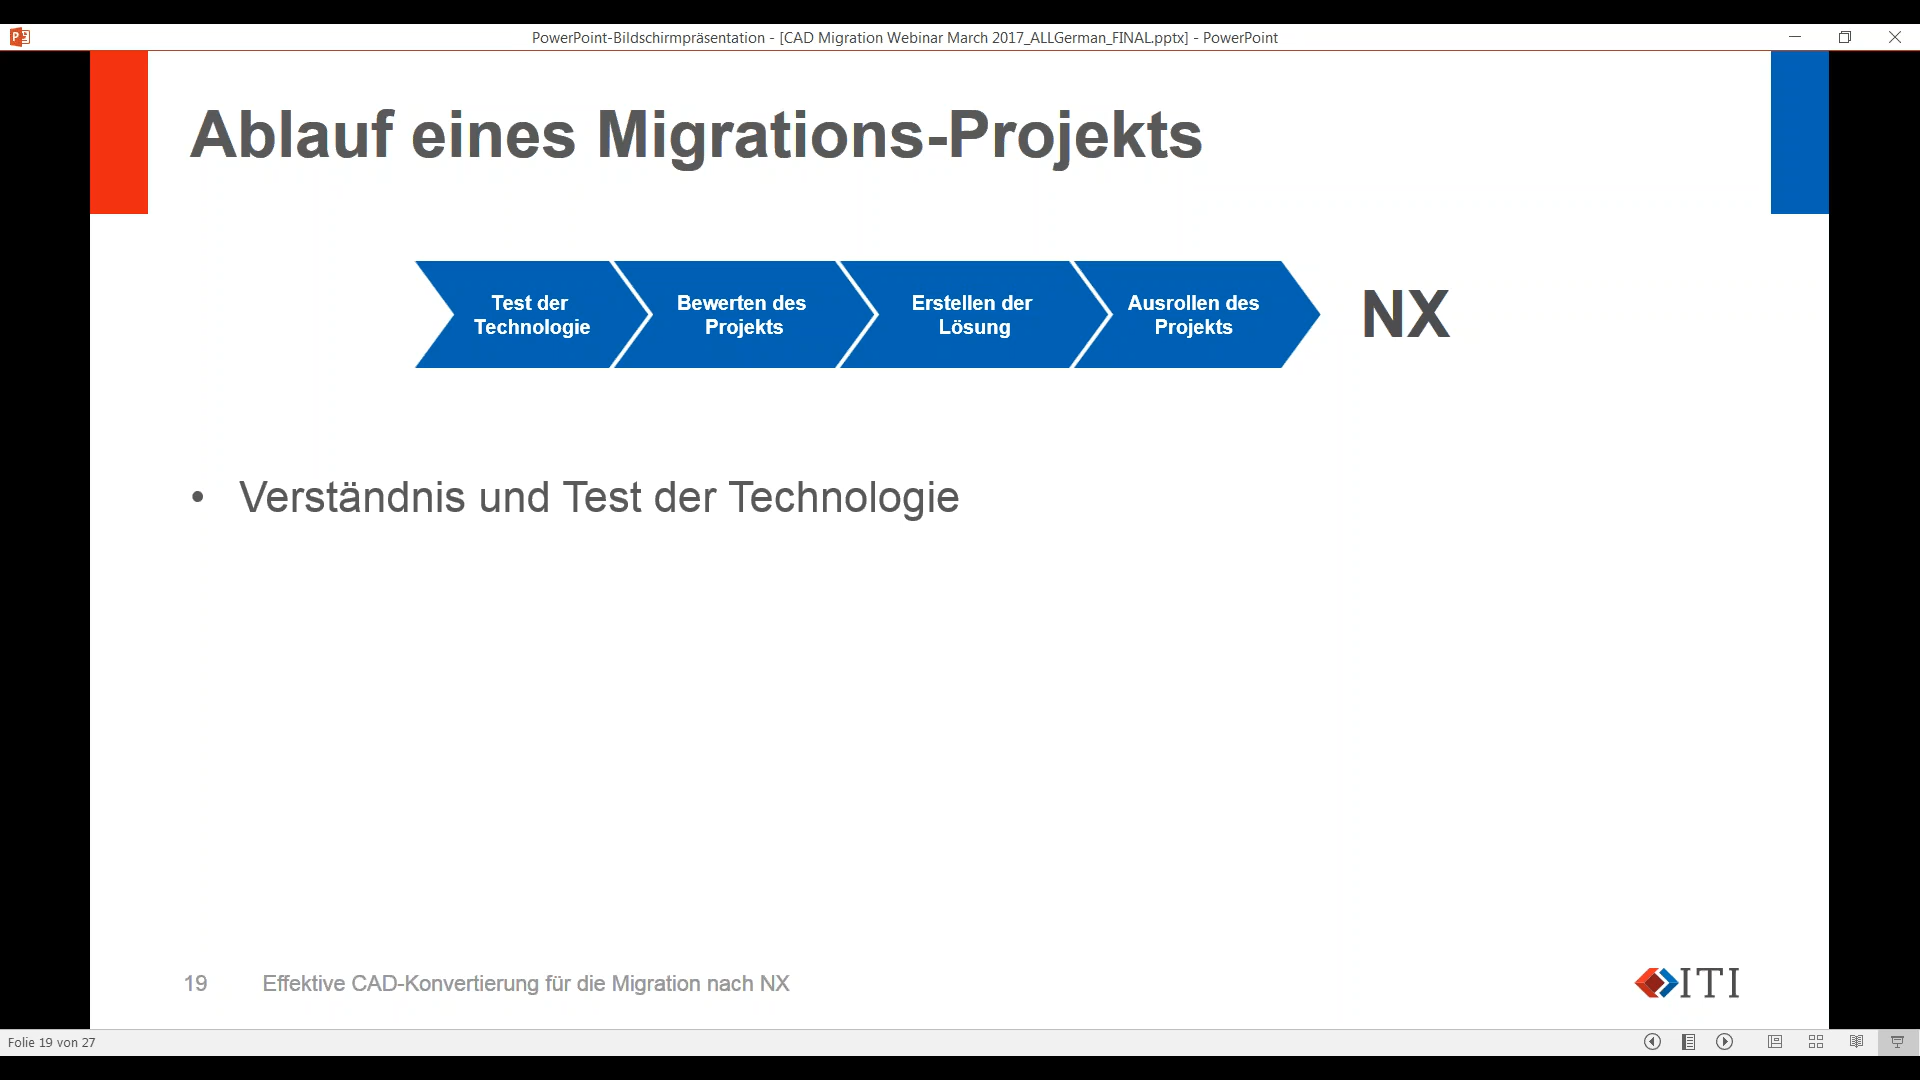 PowerPoint-Bildschirmpräsentation - [CAD Migration Webinar March 2017_ALLGerman_FINAL.pptx] - PowerPoint
Ablauf eines Migrations-Projekts
Test der
Technologie
Bewerten des
Projekts
Erstellen der
Lösung
Ausrollen des
Projekts
NX
• Verständnis und Test der Technologie
19
Effektive CAD-Konvertierung für die Migration nach NX
ITI
Folie 19 von 27